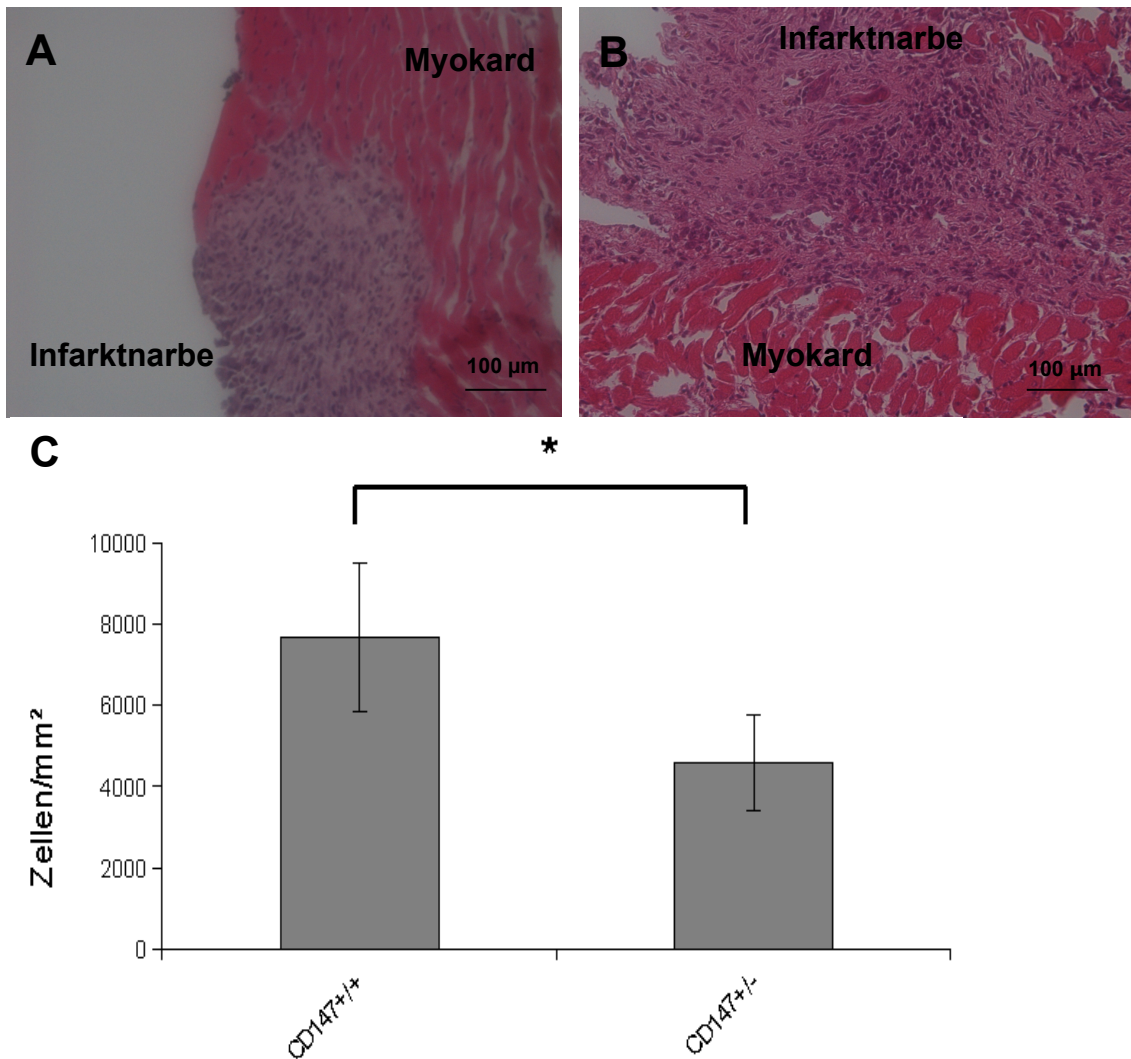 A
Myokard
Infarktnarbe
100 µm
B
Infarktnarbe
Myokard
100 µm
C
*
Zellen/mm²
10000
8000
6000
4000
2000
0
CD147+/+
CD147+/-